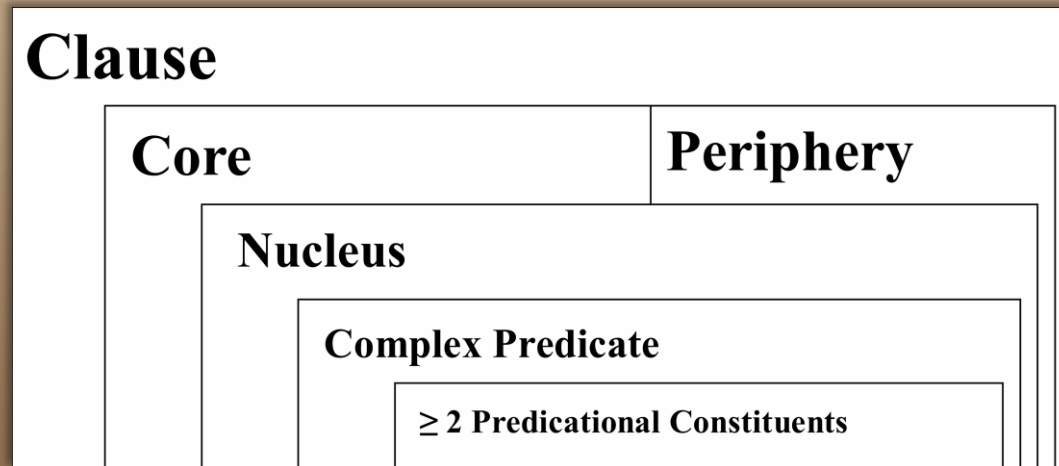 Clause
Core
Periphery
Nucleus
Complex Predicate
≥ 2 Predicational Constituents